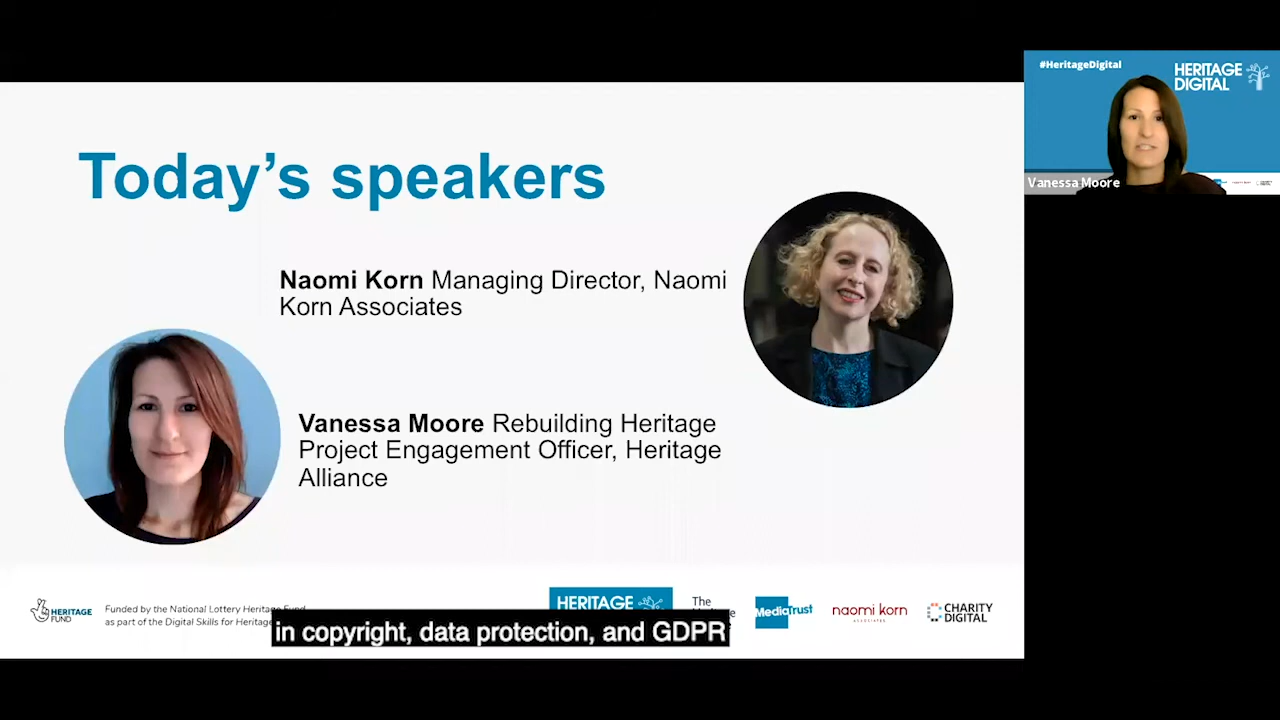 #HeritageDigital
HERITAGE
DIGITAL
Vanessa Moore
Today's speakers
Naomi Korn Managing Director, Naomi
Korn Associates
Vanessa Moore Rebuilding Heritage
Project Engagement Officer, Heritage
Alliance
HERITAGE
FUND
Funded by the National Lottery Heritage Fund
as part of the Digital Skills for Heritage
HERITAGE
The
MediaTrust
naomi korn
ASSOCIATES
CHARITY
DIGITAL
in copyright, data protection, and GDPR